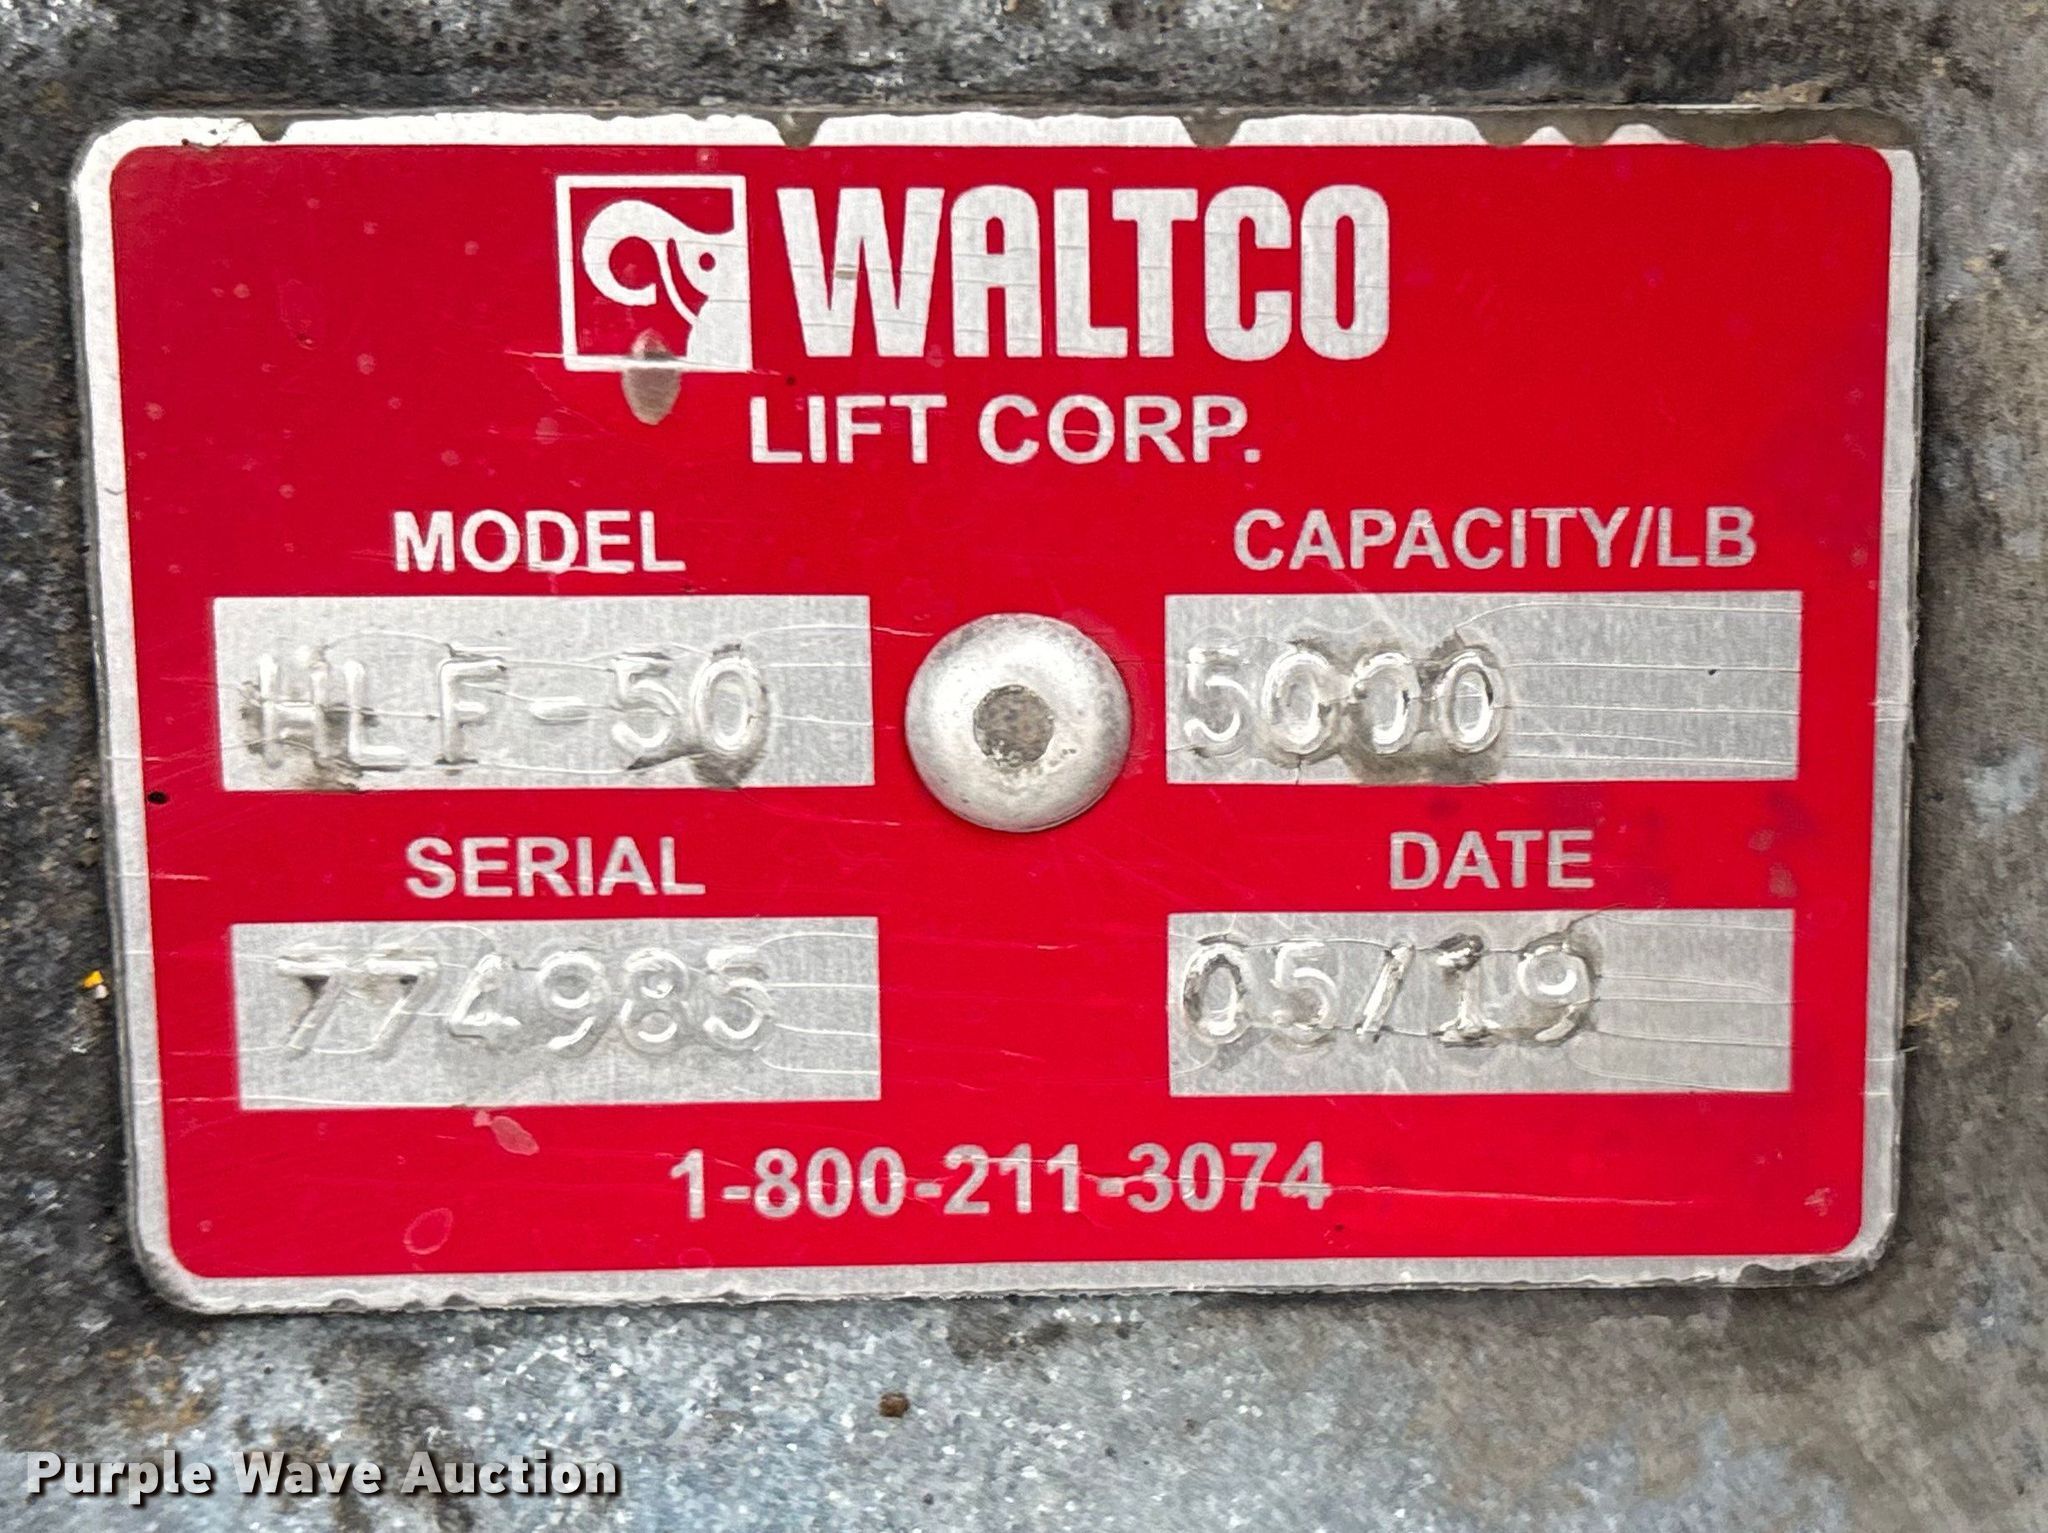 WALTCO
LIFT CORP.
MODEL
CAPACITY/LB
HLF-50
5000
SERIAL
DATE
774985
05/19
1-800-211-3074
Purple Wave Auction